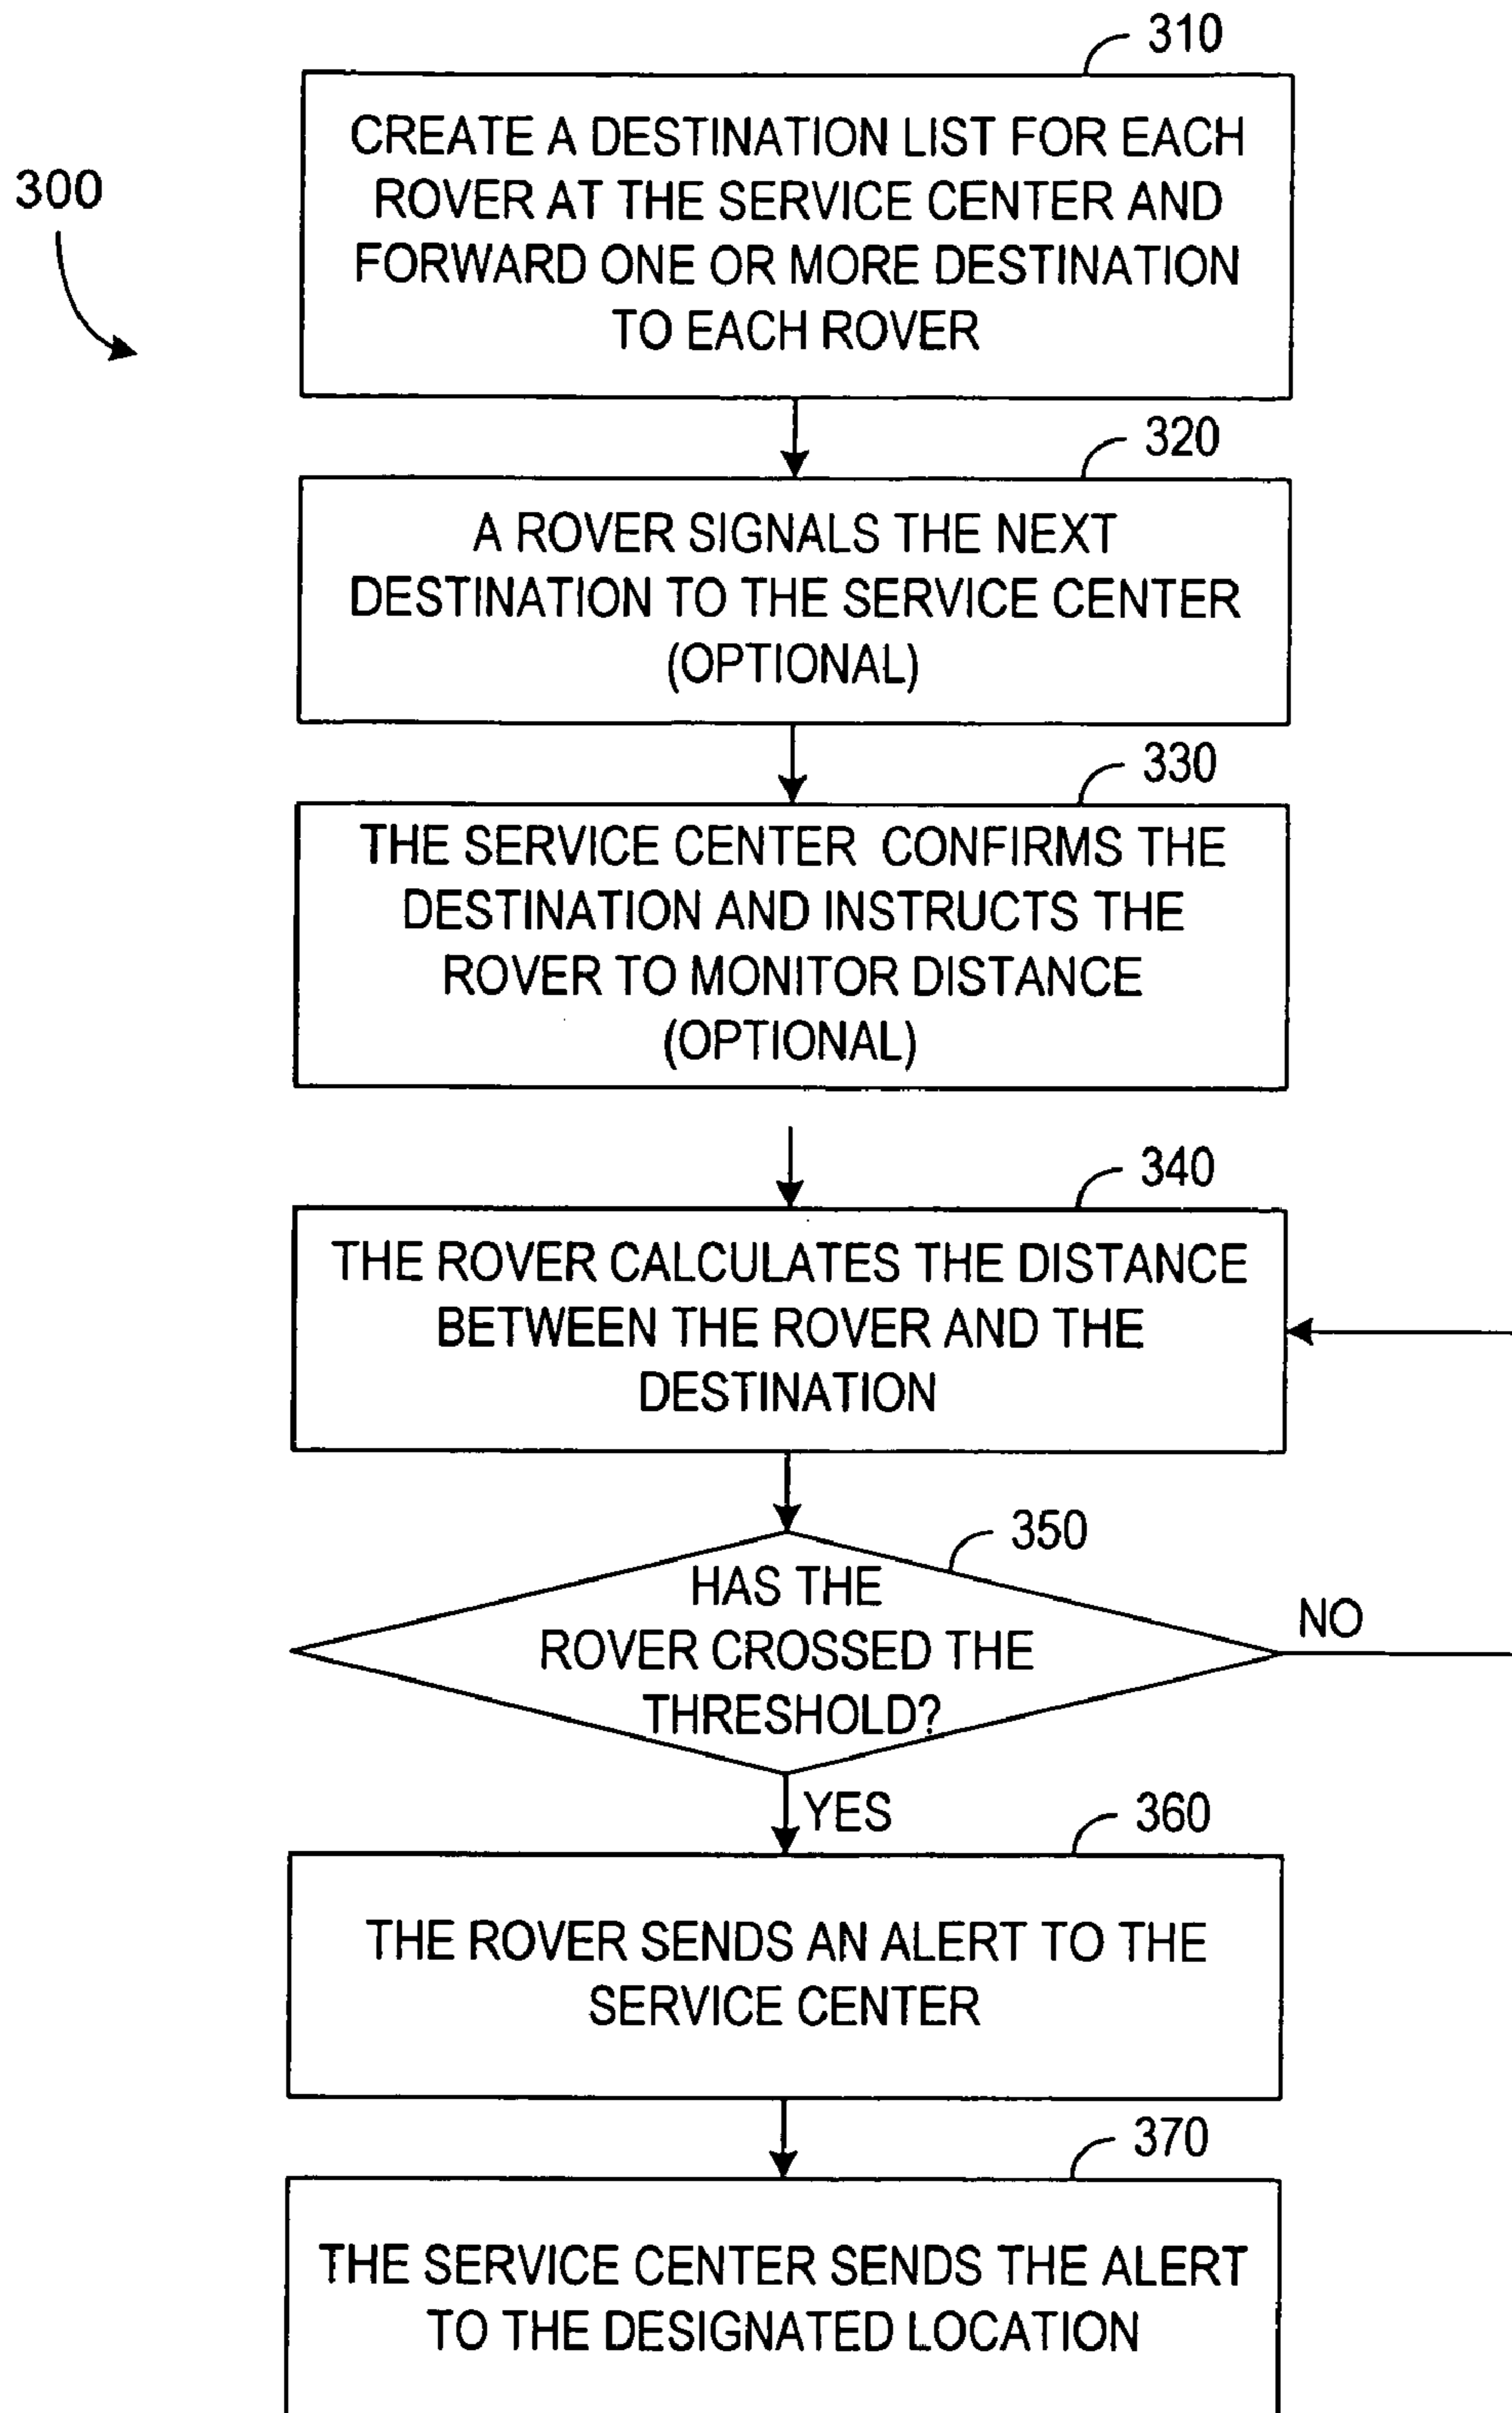 310
300
CREATE A DESTINATION LIST FOR EACH
ROVER AT THE SERVICE CENTER AND
FORWARD ONE OR MORE DESTINATION
TO EACH ROVER
320
A ROVER SIGNALS THE NEXT
DESTINATION TO THE SERVICE CENTER
(OPTIONAL)
330
THE SERVICE CENTER CONFIRMS THE
DESTINATION AND INSTRUCTS THE
ROVER TO MONITOR DISTANCE
(OPTIONAL)
340
THE ROVER CALCULATES THE DISTANCE
BETWEEN THE ROVER AND THE
DESTINATION
350
HAS THE
ROVER CROSSED THE
THRESHOLD?
NO
YES
360
THE ROVER SENDS AN ALERT TO THE
SERVICE CENTER
370
THE SERVICE CENTER SENDS THE ALERT
TO THE DESIGNATED LOCATION